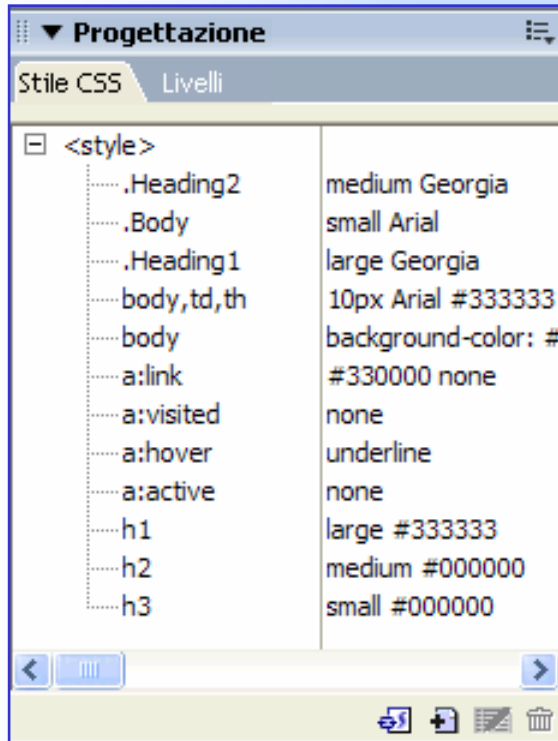 Progettazione
Stile CSS Livelli
<style>
.Heading2 medium Georgia
.Body small Arial
.Heading1 large Georgia
body,td,th 10px Arial #333333
body background-color: #
a:link #330000 none
a:visited none
a:hover underline
a:active none
h1 large #333333
h2 medium #000000
h3 small #000000